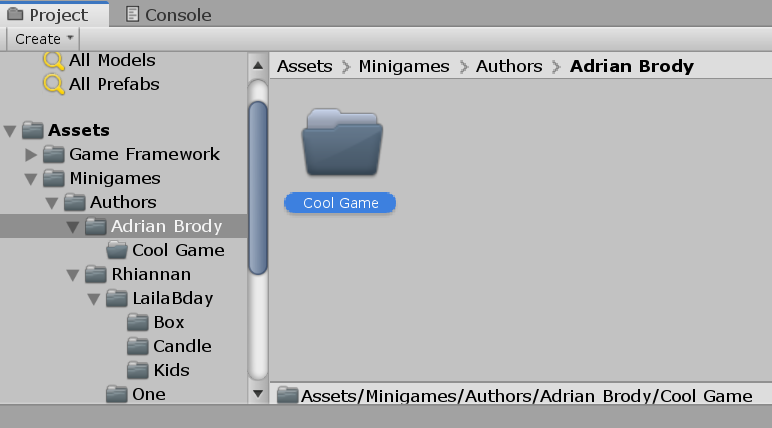 Project
Console
Create
All Models
All Prefabs
Assets
Game Framework
Minigames
Authors
Adrian Brody
Cool Game
Rhiannan
LailaBday
Box
Candle
Kids
One
Assets Minigames Authors Adrian Brody
Cool Game
Assets/Minigames/Authors/Adrian Brody/Cool Game